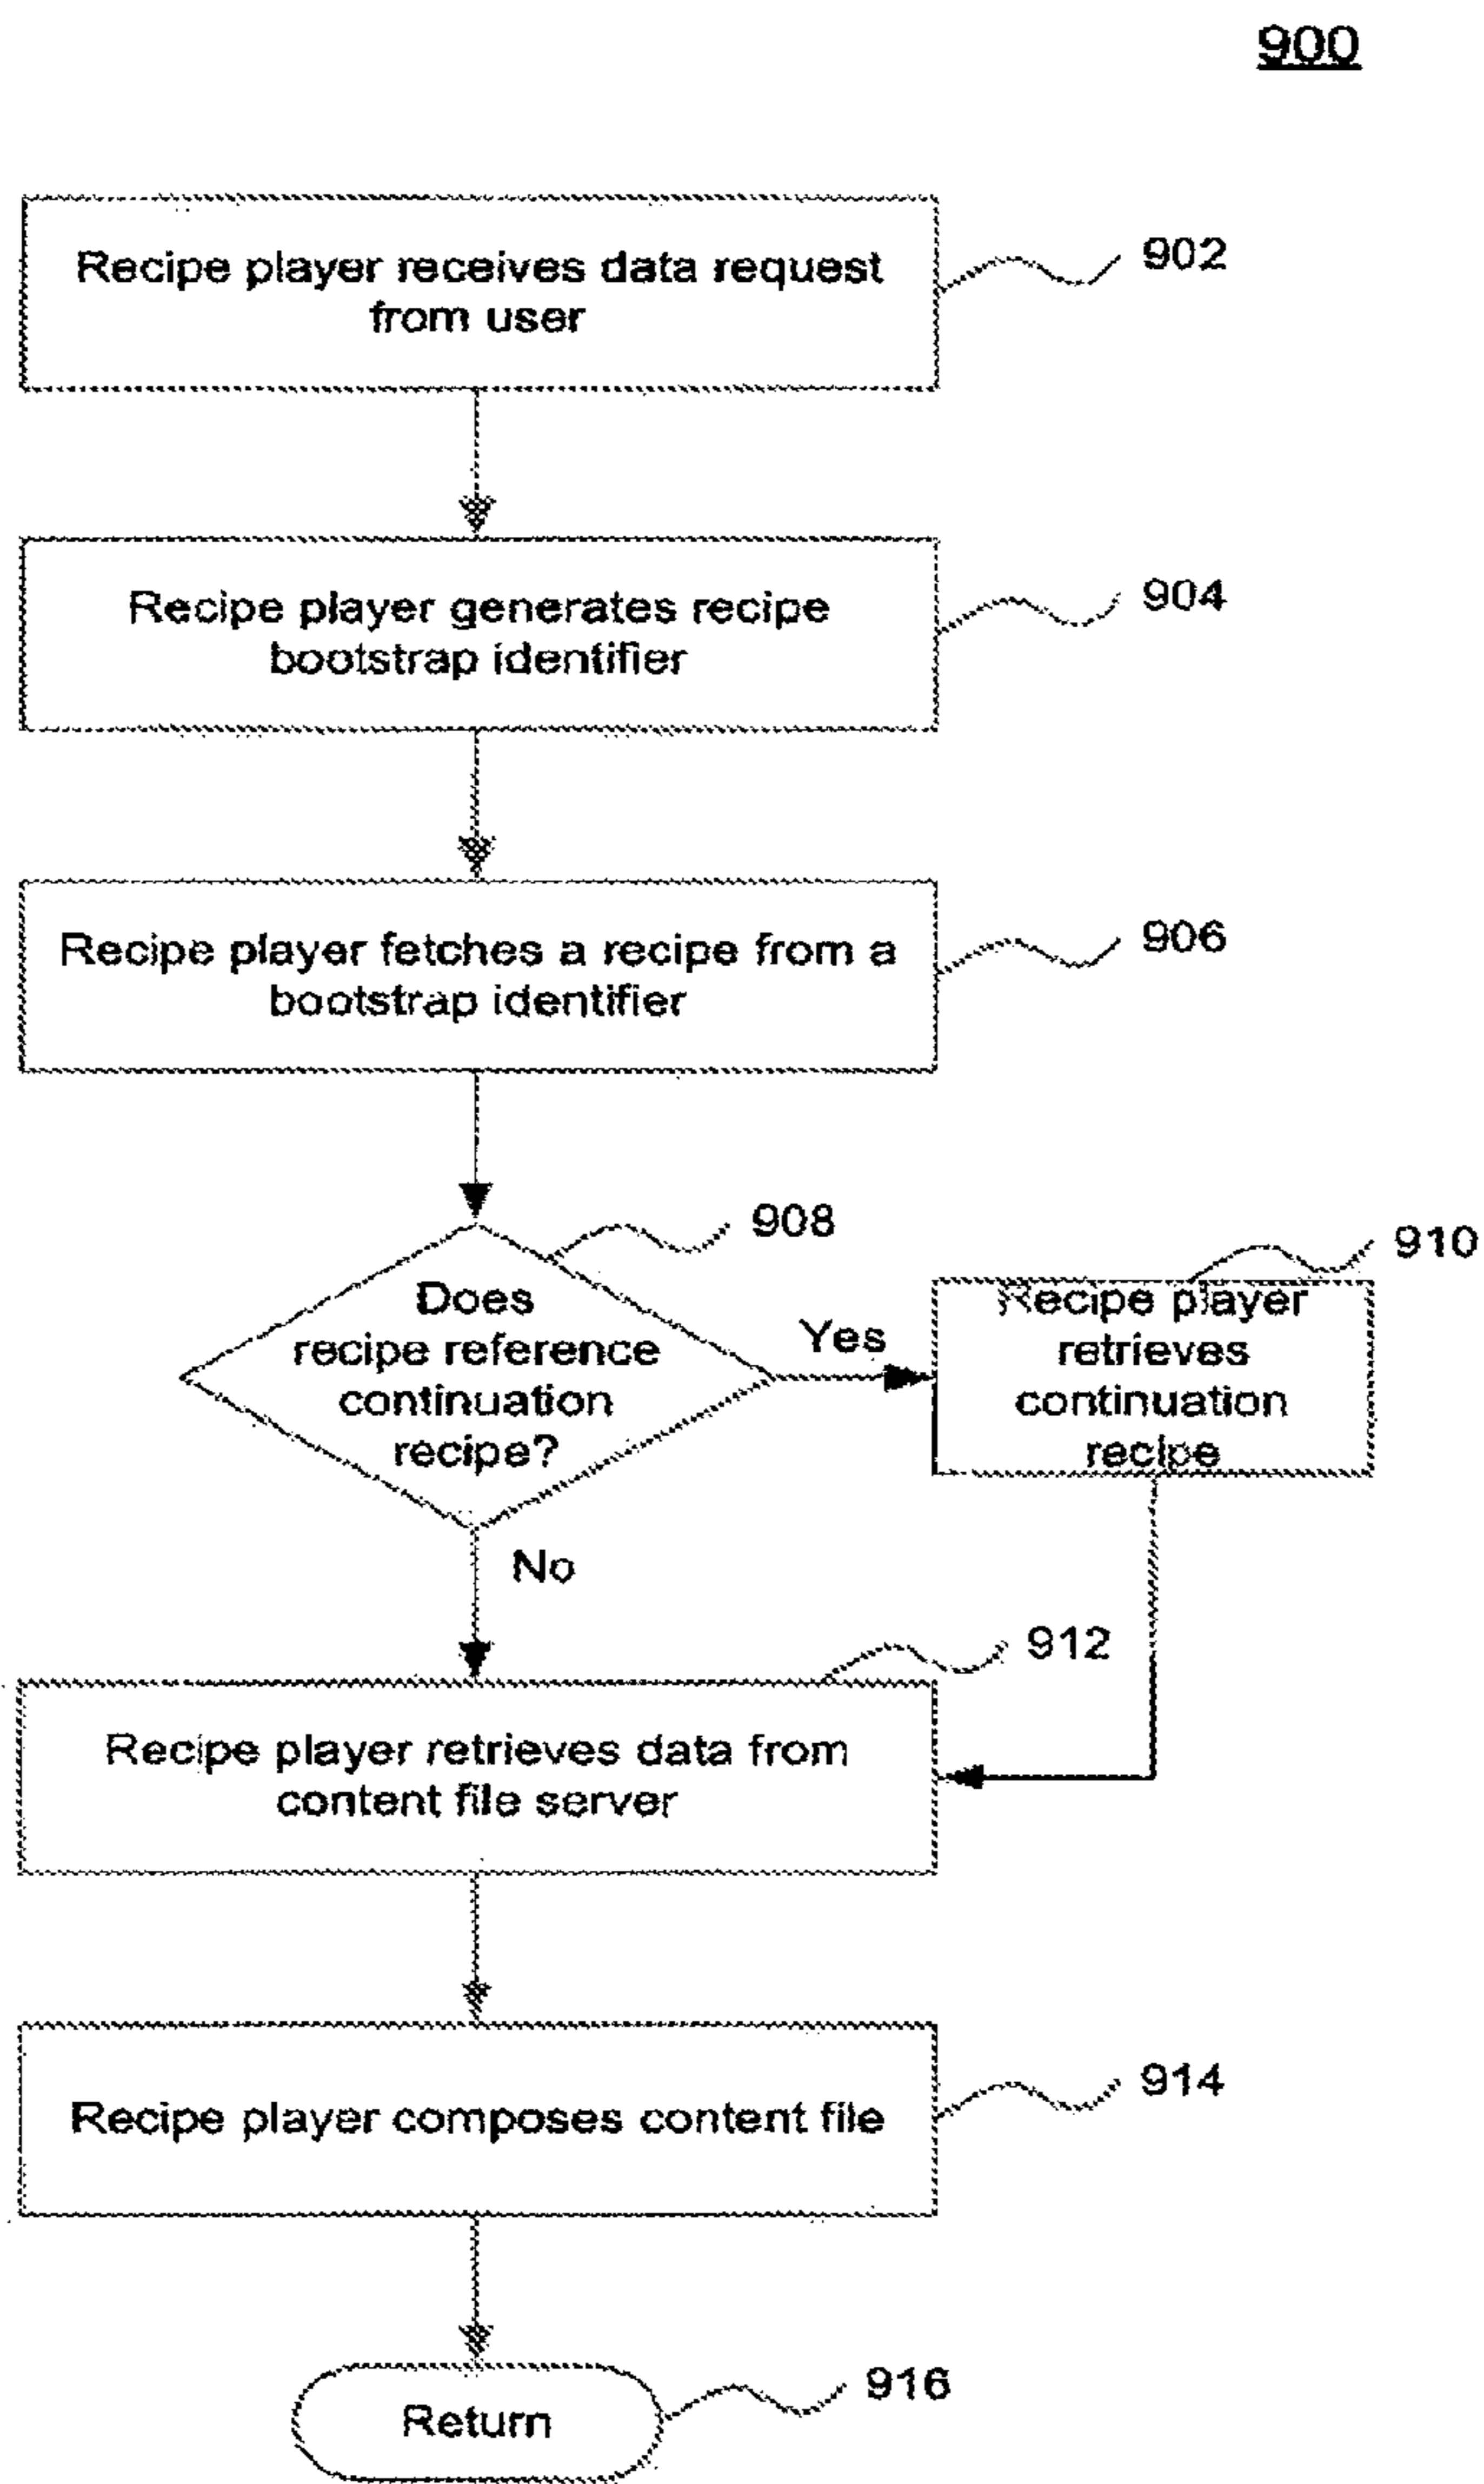 900
Recipe player receives data request
from user
902
Recipe player generates recipe
bootstrap identifier
904
Recipe player fetches a recipe from a
bootstrap identifier
906
908
Does
recipe reference
continuation
recipe?
Yes
910
Recipe player
retrieves
continuation
recipe
No
912
Recipe player retrieves data from
content file server
Recipe player composes content file
914
Return
916